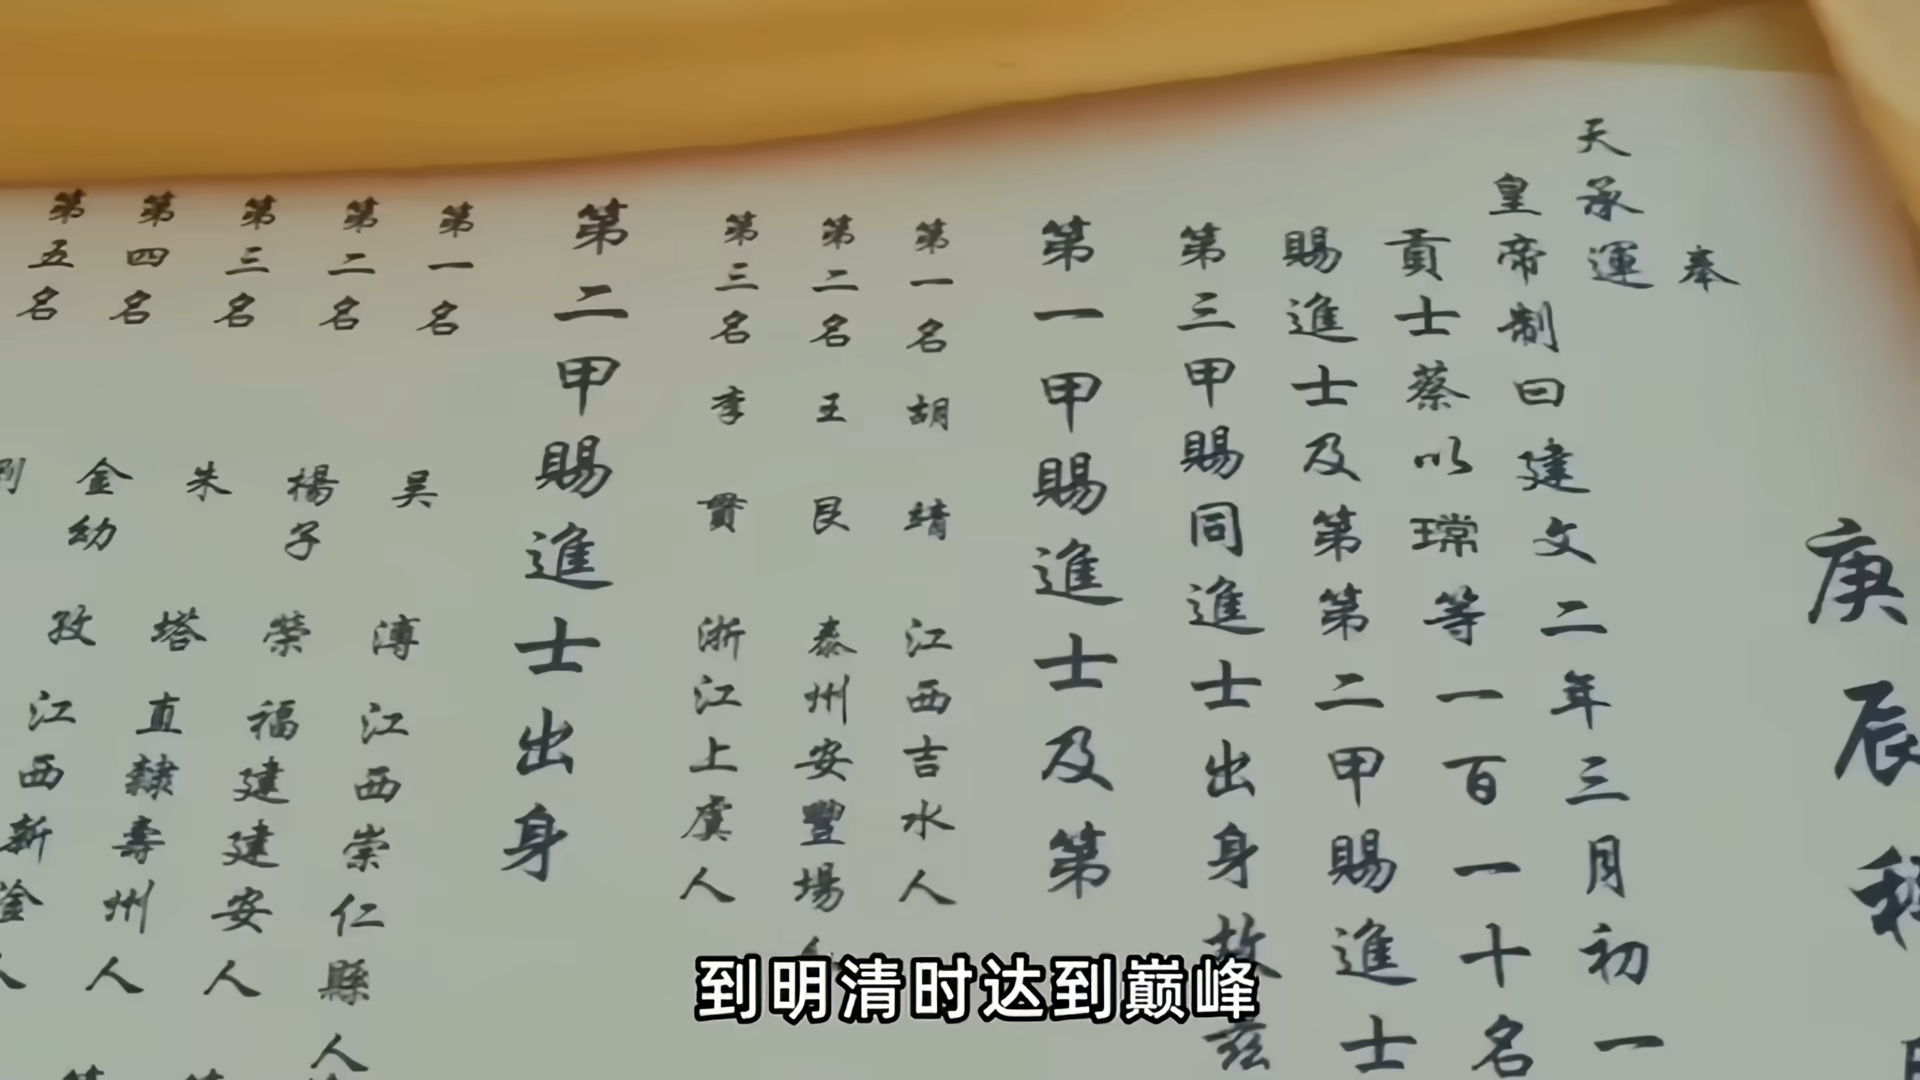 庚辰科
奉
天承運
皇帝制曰建文二年三月初一
貢士蔡以瑺等一百一十名
賜進士及第第二甲賜進士
第三甲賜同進士出身故茲
第一甲賜進士及第
第一名 胡靖 江西吉水人
第二名 王艮 泰州安豐場人
第三名 李貫 浙江上虞人
第二甲賜進士出身
第一名 吴溥 江西崇仁縣人
第二名 楊子榮 福建建安人
第三名 朱塔 直隸壽州人
第四名 金幼孜 江西新淦人
第五名
到明清时达到巅峰